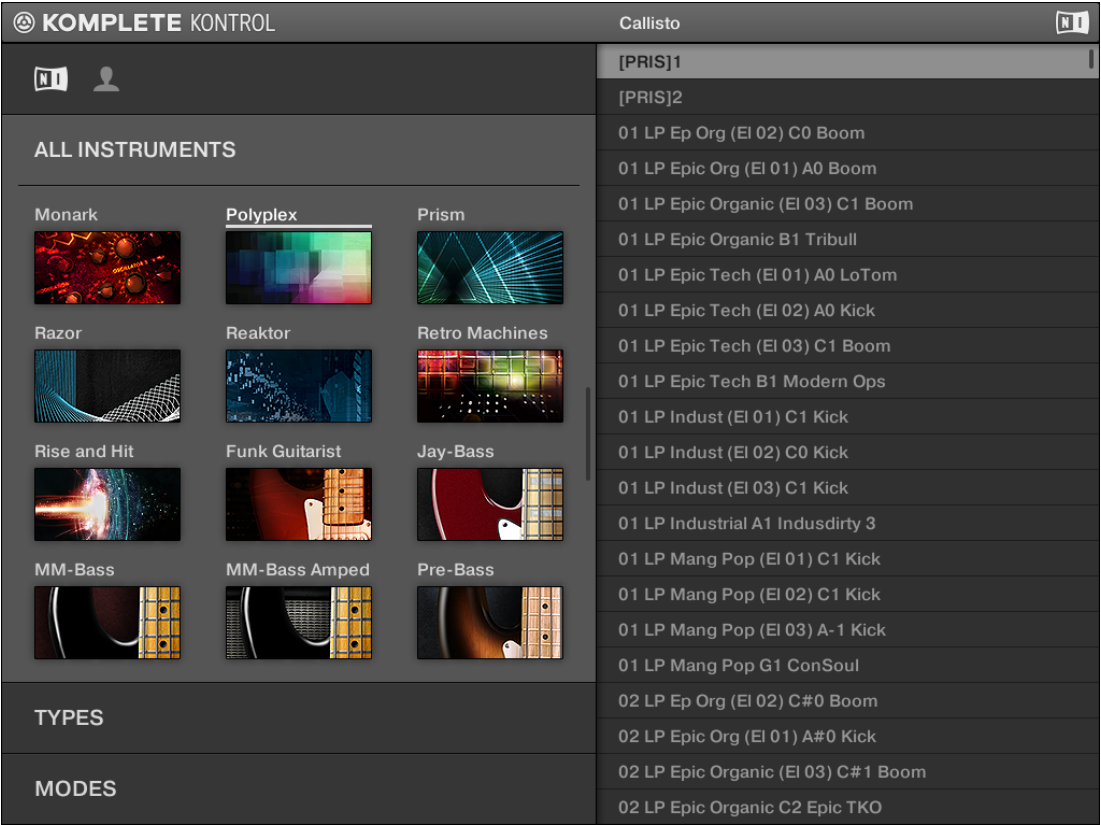 KOMPLETE KONTROL
Callisto
NI
NI
ALL INSTRUMENTS
Monark
Polyplex
Prism
OSCILLATOR
Razor
Reaktor
Retro Machines
Rise and Hit
Funk Guitarist
Jay-Bass
MM-Bass
MM-Bass Amped
Pre-Bass
TYPES
MODES
[PRIS]1
[PRIS]2
01 LP Ep Org (El 02) C0 Boom
01 LP Epic Org (El 01) A0 Boom
01 LP Epic Organic (El 03) C1 Boom
01 LP Epic Organic B1 Tribull
01 LP Epic Tech (El 01) A0 LoTom
01 LP Epic Tech (El 02) A0 Kick
01 LP Epic Tech (El 03) C1 Boom
01 LP Epic Tech B1 Modern Ops
01 LP Indust (El 01) C1 Kick
01 LP Indust (El 02) C0 Kick
01 LP Indust (El 03) C1 Kick
01 LP Industrial A1 Indusdirty 3
01 LP Mang Pop (El 01) C1 Kick
01 LP Mang Pop (El 02) C1 Kick
01 LP Mang Pop (El 03) A-1 Kick
01 LP Mang Pop G1 ConSoul
02 LP Ep Org (El 02) C#0 Boom
02 LP Epic Org (El 01) A#0 Kick
02 LP Epic Organic (El 03) C#1 Boom
02 LP Epic Organic C2 Epic TKO